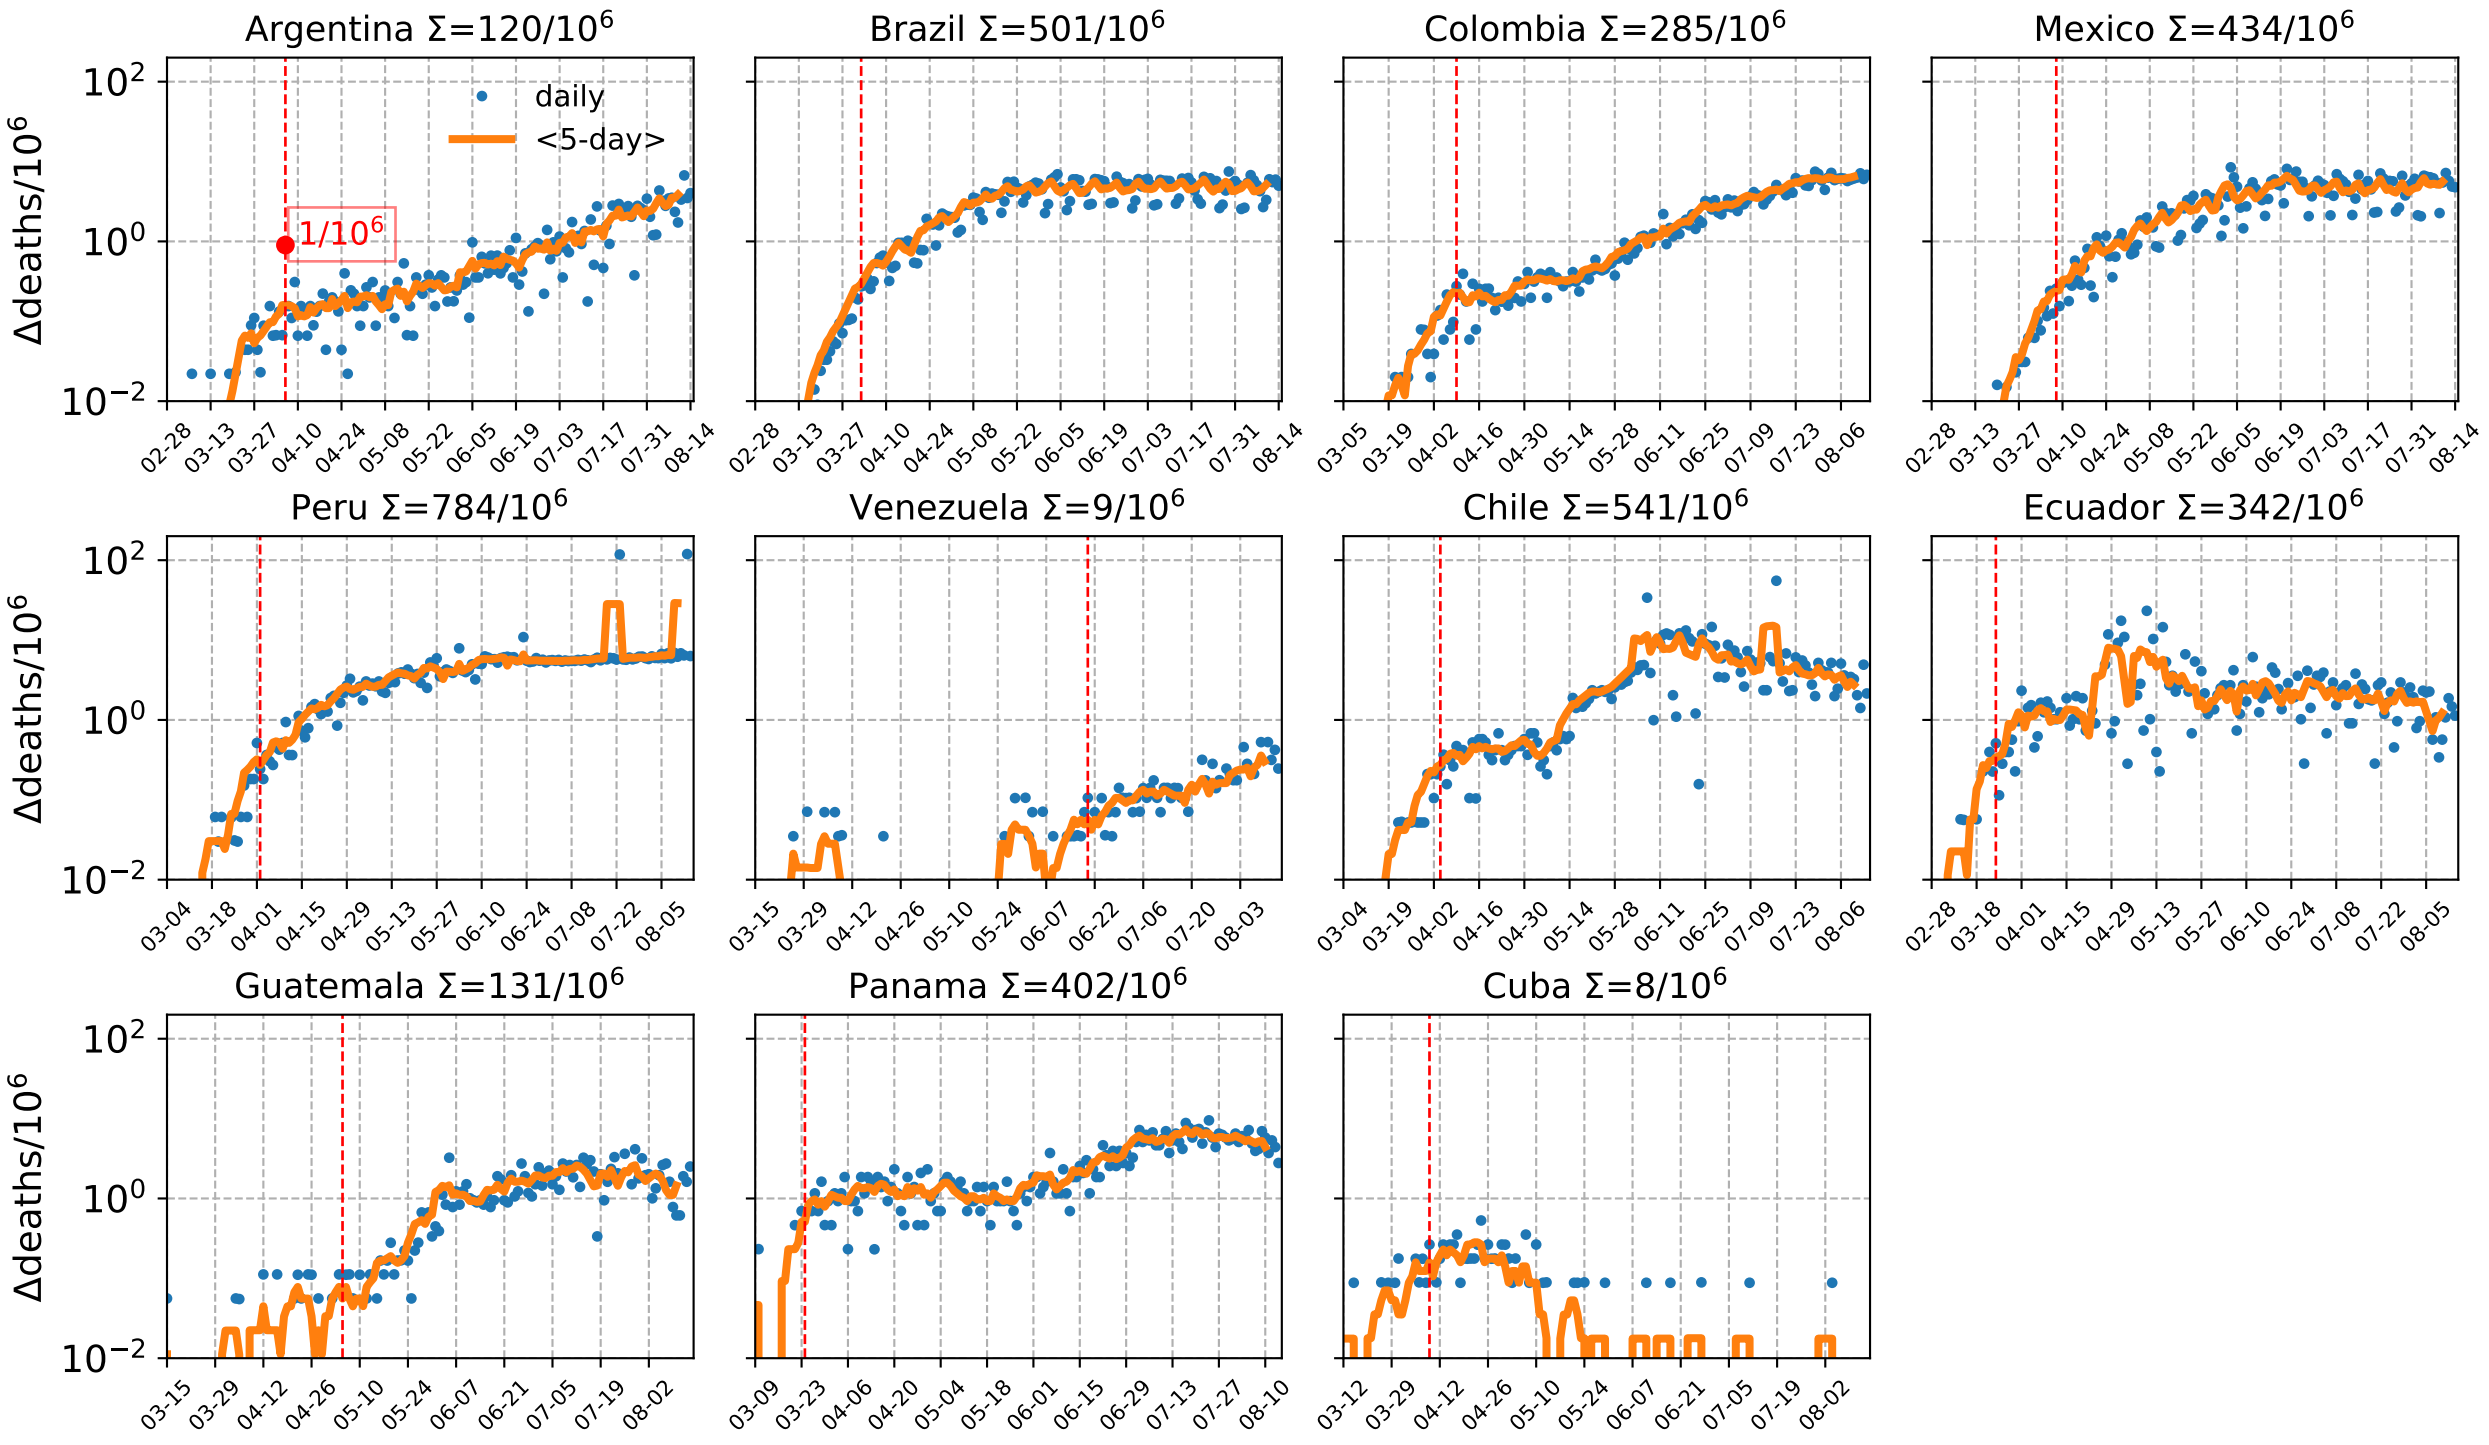 Argentina Σ=120/10⁶
Brazil Σ=501/10⁶
Colombia Σ=285/10⁶
Mexico Σ=434/10⁶
Δdeaths/10⁶
10²
10⁰
10⁻²
daily
<5-day>
1/10⁶
02-28 03-13 03-27 04-10 04-24 05-08 05-22 06-05 06-19 07-03 07-17 07-31 08-14
02-28 03-13 03-27 04-10 04-24 05-08 05-22 06-05 06-19 07-03 07-17 07-31 08-14
03-05 03-19 04-02 04-16 04-30 05-14 05-28 06-11 06-25 07-09 07-23 08-06
02-28 03-13 03-27 04-10 04-24 05-08 05-22 06-05 06-19 07-03 07-17 07-31 08-14
Peru Σ=784/10⁶
Venezuela Σ=9/10⁶
Chile Σ=541/10⁶
Ecuador Σ=342/10⁶
Δdeaths/10⁶
10²
10⁰
10⁻²
03-04 03-18 04-01 04-15 04-29 05-13 05-27 06-10 06-24 07-08 07-22 08-05
03-15 03-29 04-12 04-26 05-10 05-24 06-07 06-22 07-06 07-20 08-03
03-04 03-19 04-02 04-16 04-30 05-14 05-28 06-11 06-25 07-09 07-23 08-06
02-28 03-18 04-01 04-15 04-29 05-13 05-27 06-10 06-24 07-08 07-22 08-05
Guatemala Σ=131/10⁶
Panama Σ=402/10⁶
Cuba Σ=8/10⁶
Δdeaths/10⁶
10²
10⁰
10⁻²
03-15 03-29 04-12 04-26 05-10 05-24 06-07 06-21 07-05 07-19 08-02
03-09 03-23 04-06 04-20 05-04 05-18 06-01 06-15 06-29 07-13 07-27 08-10
03-12 03-29 04-12 04-26 05-10 05-24 06-07 06-21 07-05 07-19 08-02